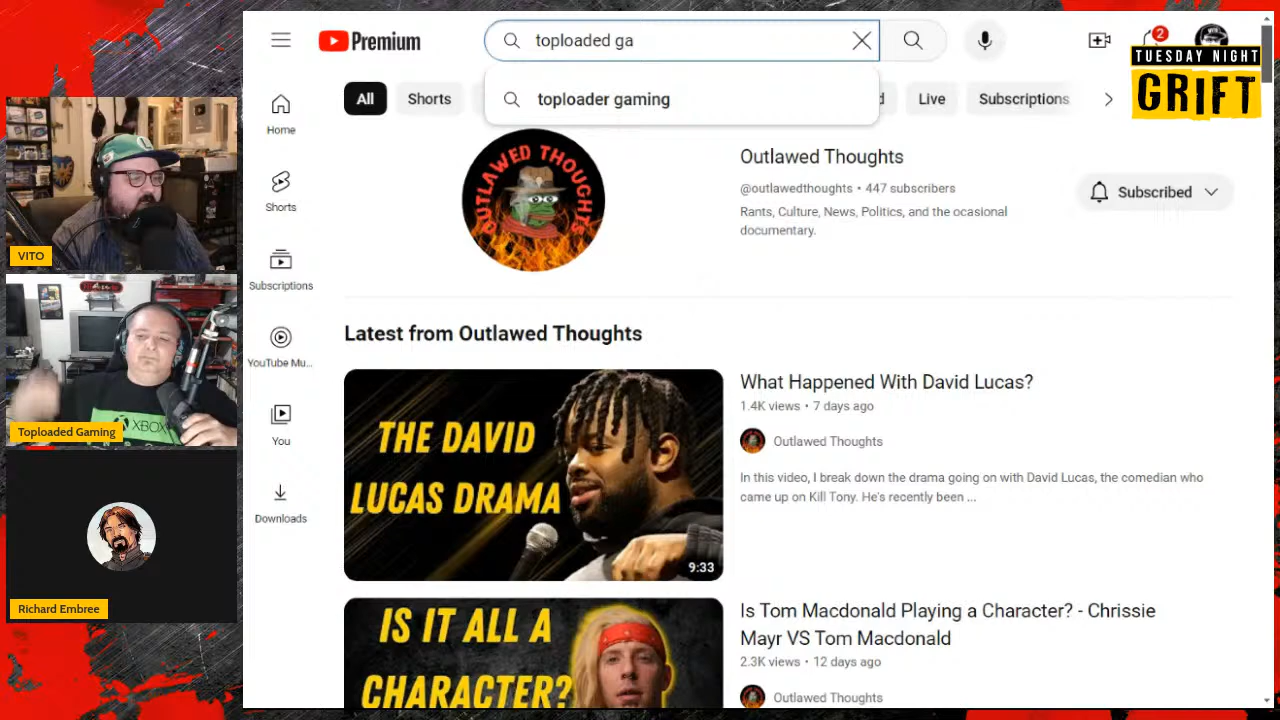 Premium
toploaded ga
2
TUESDAY NIGHT
GRIFT
toploader gaming
All
Shorts
d
Live
Subscriptions
Home
Shorts
Subscriptions
YouTube Mu...
You
Downloads
OUTLAWED THOUGHTS
Outlawed Thoughts
@outlawedthoughts • 447 subscribers
Rants, Culture, News, Politics, and the ocasional
documentary.
Subscribed
Latest from Outlawed Thoughts
THE DAVID
LUCAS DRAMA
9:33
What Happened With David Lucas?
1.4K views • 7 days ago
Outlawed Thoughts
In this video, I break down the drama going on with David Lucas, the comedian who
came up on Kill Tony. He's recently been ...
IS IT ALL A
CHARACTER?
Is Tom Macdonald Playing a Character? - Chrissie
Mayr VS Tom Macdonald
2.3K views • 12 days ago
Outlawed Thoughts
VITO
XBOX
Toploaded Gaming
Richard Embree